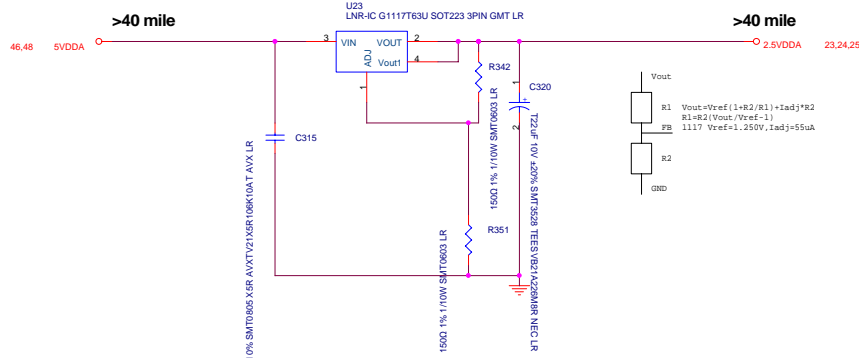 U23
LNR-IC G1117T63U SOT223 3PIN GMT LR
>40 mile
>40 mile
46,48 5VDDA
3
VIN
VOUT
2
ADJ
Vout1
4
1
2.5VDDA 23,24,25
R342
150Ω 1% 1/10W SMT0603 LR
1
C320
+
2
T22uF 10V ±20% SMT3528 TEESVB21A226M8R NEC LR
C315
0% SMT0805 X5R AVXTV21X5R106K10AT AVX LR
R351
150Ω 1% 1/10W SMT0603 LR
Vout
R1
Vout=Vref(1+R2/R1)+Iadj*R2
R1=R2(Vout/Vref-1)
FB
1117 Vref=1.250V,Iadj=55uA
R2
GND